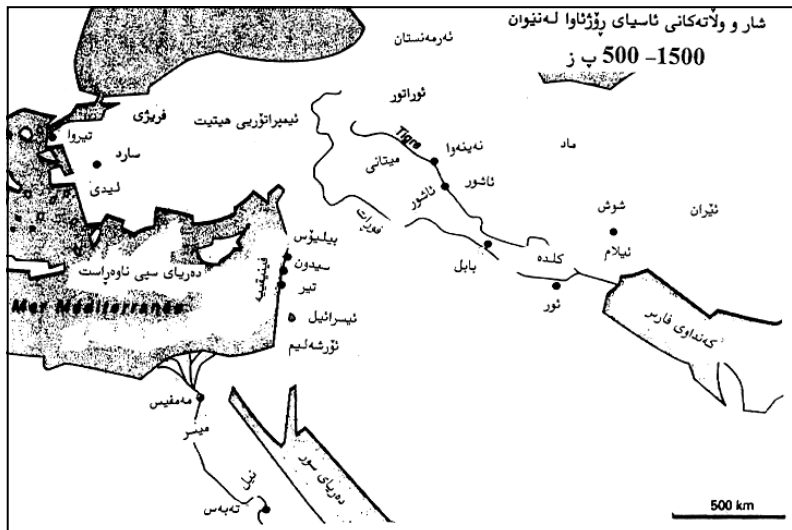 شار و وڵاتەکانی ئاسیای ڕۆژئاوا لەنێوان
1500– 500 پ ز
ئەرمەنستان
ئوراتور
فریژی
ئیمپراتۆریی هیتیت
تیروا
سارد
لیدی
Tigre
نەینەوا
میتانی
ئاشور
ئاشور
ماد
فورات
شوش
ئێران
ئیلام
بیلیۆس
سیدون
تیر
فینیقییە
بابل
کلدە
ئور
دەریای سپی ناوەڕاست
Mer Méditerranée
ئیسرائیل
ئۆرشەلیم
کەنداوی فارس
مەمفیس
میسر
نیل
تەبەس
دەریای سور
500 km